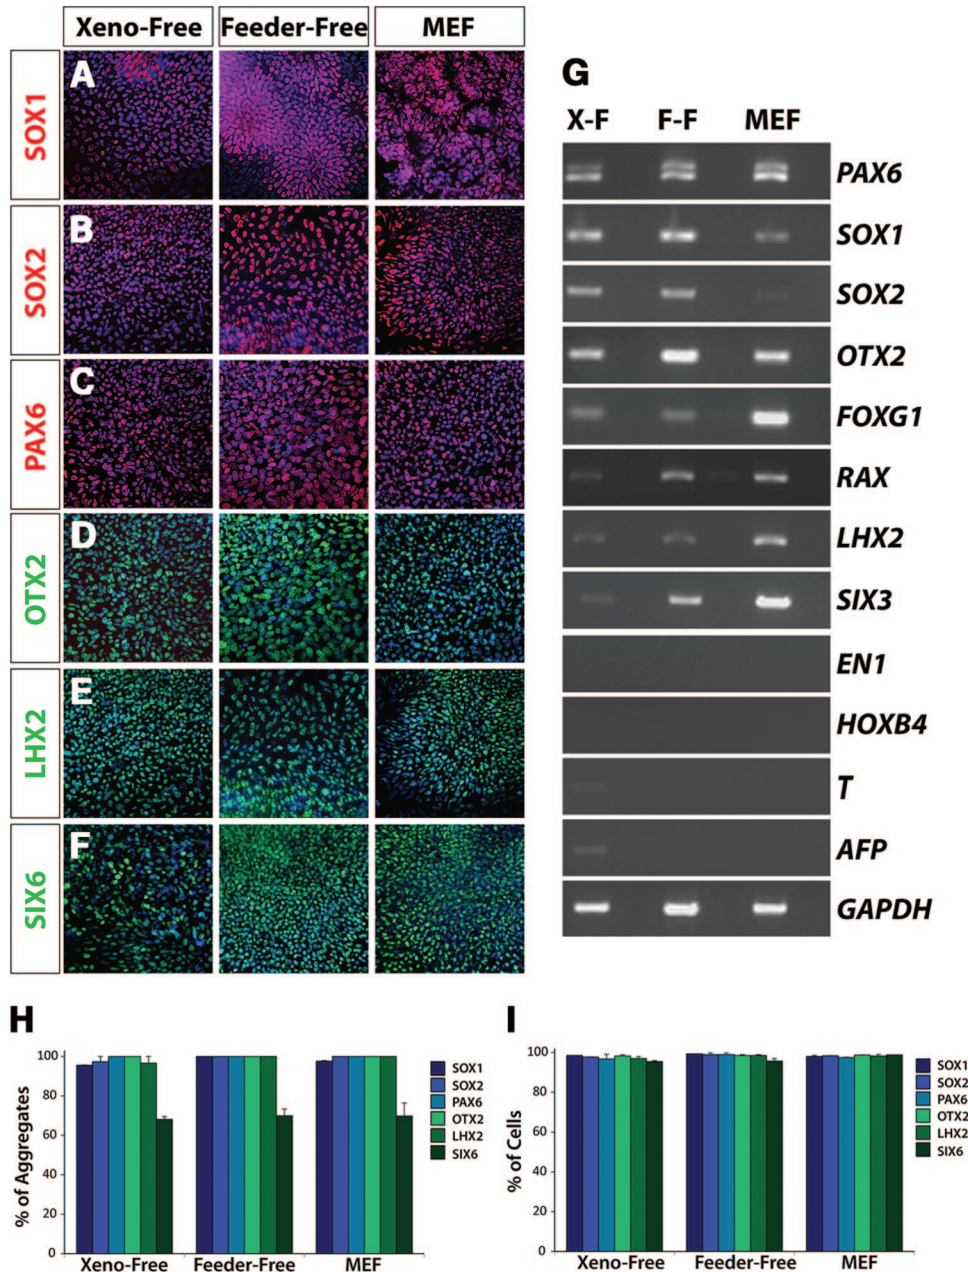 Xeno-Free Feeder-Free MEF
SOX1
A
SOX2
B
PAX6
C
OTX2
D
LHX2
E
SIX6
F
G
X-F F-F MEF
PAX6
SOX1
SOX2
OTX2
FOXG1
RAX
LHX2
SIX3
EN1
HOXB4
T
AFP
GAPDH
H
% of Aggregates
100
80
60
40
20
0
Xeno-Free Feeder-Free MEF
SOX1
SOX2
PAX6
OTX2
LHX2
SIX6
I
% of Cells
100
80
60
40
20
0
Xeno-Free Feeder-Free MEF
SOX1
SOX2
PAX6
OTX2
LHX2
SIX6